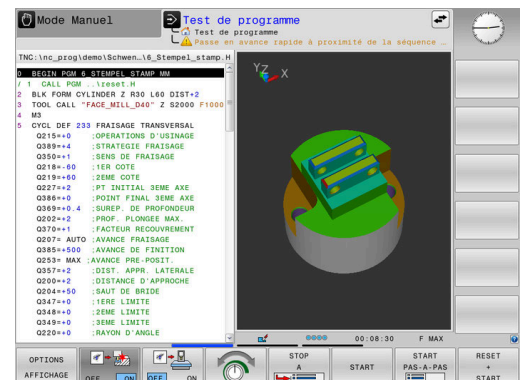 Mode Manuel
Test de programme
Test de programme
Passe en avance rapide à proximité de la séquence …
TNC:\nc_prog\demo\Schwen…\6_Stempel_stamp.H
0 BEGIN PGM 6_STEMPEL_STAMP MM
/ 1 CALL PGM ..\reset.H
2 BLK FORM CYLINDER Z R30 L60 DIST+2
3 TOOL CALL "FACE_MILL_D40" Z S2000 F1000
4 M3
5 CYCL DEF 233 FRAISAGE TRANSVERSAL
Q215=+0 ;OPERATIONS D'USINAGE
Q389=+4 ;STRATEGIE FRAISAGE
Q350=+1 ;SENS DE FRAISAGE
Q218=-60 ;1ER COTE
Q219=+60 ;2EME COTE
Q227=+2 ;PT INITIAL 3EME AXE
Q386=+0 ;POINT FINAL 3EME AXE
Q369=+0.4 ;SUREP. DE PROFONDEUR
Q202=+2 ;PROF. PLONGEE MAX.
Q370=+1 ;FACTEUR RECOUVREMENT
Q207= AUTO ;AVANCE FRAISAGE
Q385=+500 ;AVANCE DE FINITION
Q253= MAX ;AVANCE PRE-POSIT.
Q357=+2 ;DIST. APPR. LATERALE
Q200=+2 ;DISTANCE D'APPROCHE
Q204=+50 ;SAUT DE BRIDE
Q347=+0 ;1ERE LIMITE
Q348=+0 ;2EME LIMITE
Q349=+0 ;3EME LIMITE
Q220=+0 ;RAYON D'ANGLE
Y Z X
00:08:30 F MAX
OPTIONS
AFFICHAGE
OFF ON
OFF ON
STOP
A
START
START
PAS-A-PAS
RESET
+
START